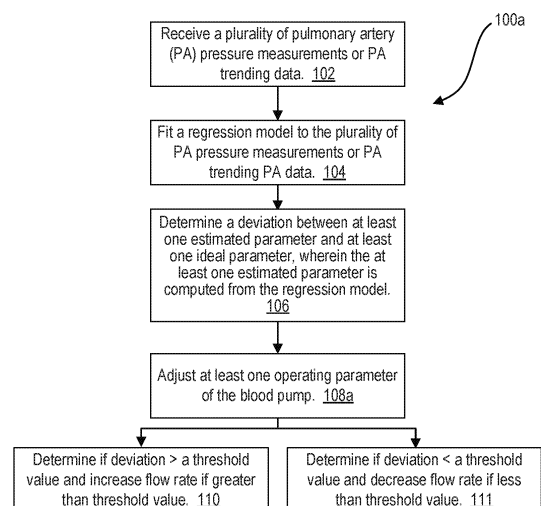 100a
Receive a plurality of pulmonary artery
(PA) pressure measurements or PA
trending data. 102
Fit a regression model to the plurality of
PA pressure measurements or PA
trending PA data. 104
Determine a deviation between at least
one estimated parameter and at least
one ideal parameter, wherein the at
least one estimated parameter is
computed from the regression model.
106
Adjust at least one operating parameter
of the blood pump. 108a
Determine if deviation > a threshold
value and increase flow rate if greater
than threshold value. 110
Determine if deviation < a threshold
value and decrease flow rate if less
than threshold value. 111